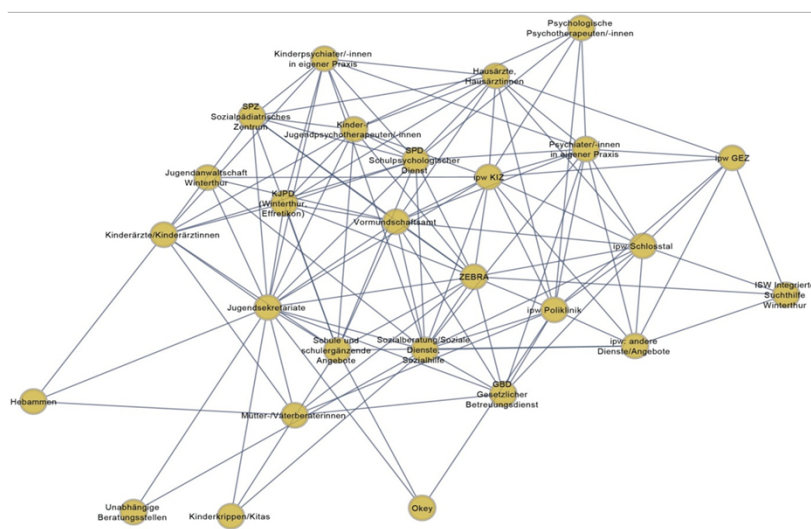 Psychologische
Psychotherapeuten/-innen
Kinderpsychiater/-innen
in eigener Praxis
Hausärzte,
Hausärztinnen
SPZ
Sozialpädiatrisches
Zentrum
Kinder-/
Jugendpsychotherapeuten/-innen
SPD
Schulpsychologischer
Dienst
Psychiater/-innen
in eigener Praxis
ipw GEZ
Jugendanwaltschaft
Winterthur
ipw KIZ
KJPD
(Winterthur,
Effretikon)
Vormundschaftsamt
Kinderärzte/Kinderärztinnen
ipw Schlosstal
ZEBRA
ISW Integrierte
Suchthilfe
Winterthur
Jugendsekretariate
ipw Poliklinik
Schule und
schulergänzende
Angebote
Sozialberatung/Soziale
Dienste,
Sozialhilfe
ipw: andere
Dienste/Angebote
GBD
Gesetzlicher
Betreuungsdienst
Hebammen
Mütter-/Väterberaterinnen
Unabhängige
Beratungsstellen
Kinderkrippen/Kitas
Okey